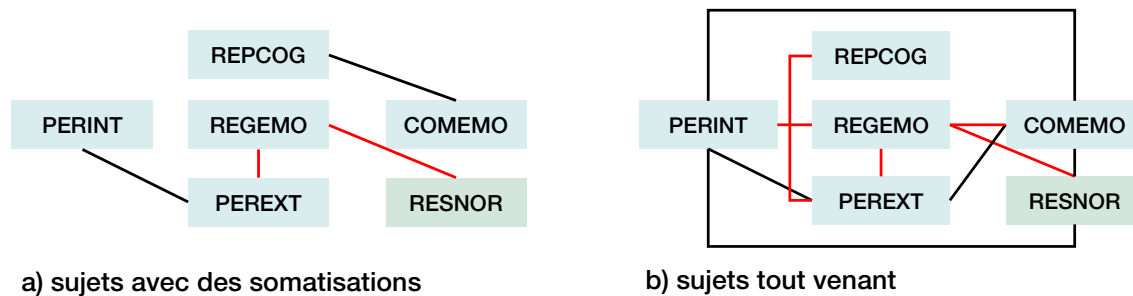 REPCOG
PERINT REGEMO COMEMO
PEREXT RESNOR
a) sujets avec des somatisations
REPCOG
PERINT REGEMO COMEMO
PEREXT RESNOR
b) sujets tout venant